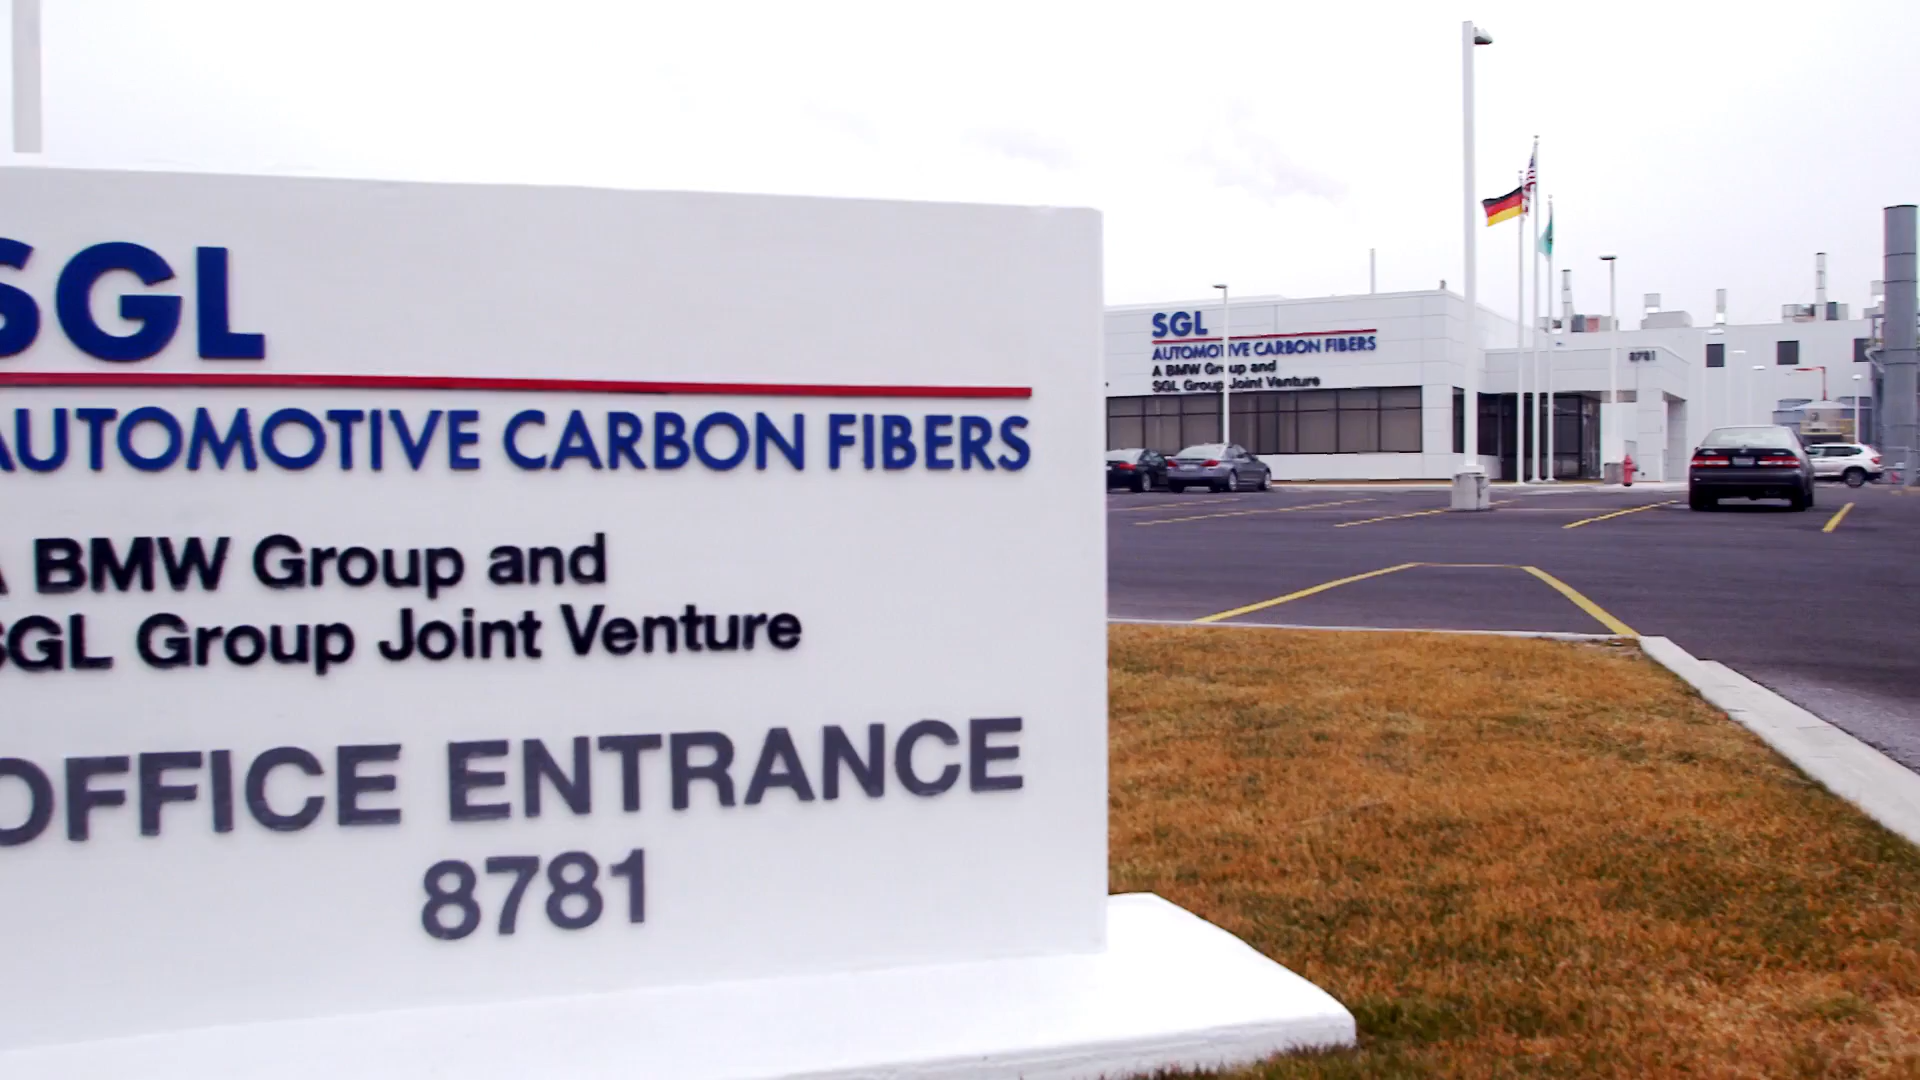 SGL
AUTOMOTIVE CARBON FIBERS
A BMW Group and
SGL Group Joint Venture
OFFICE ENTRANCE
8781
SGL
AUTOMOTIVE CARBON FIBERS
A BMW Group and
SGL Group Joint Venture
8781